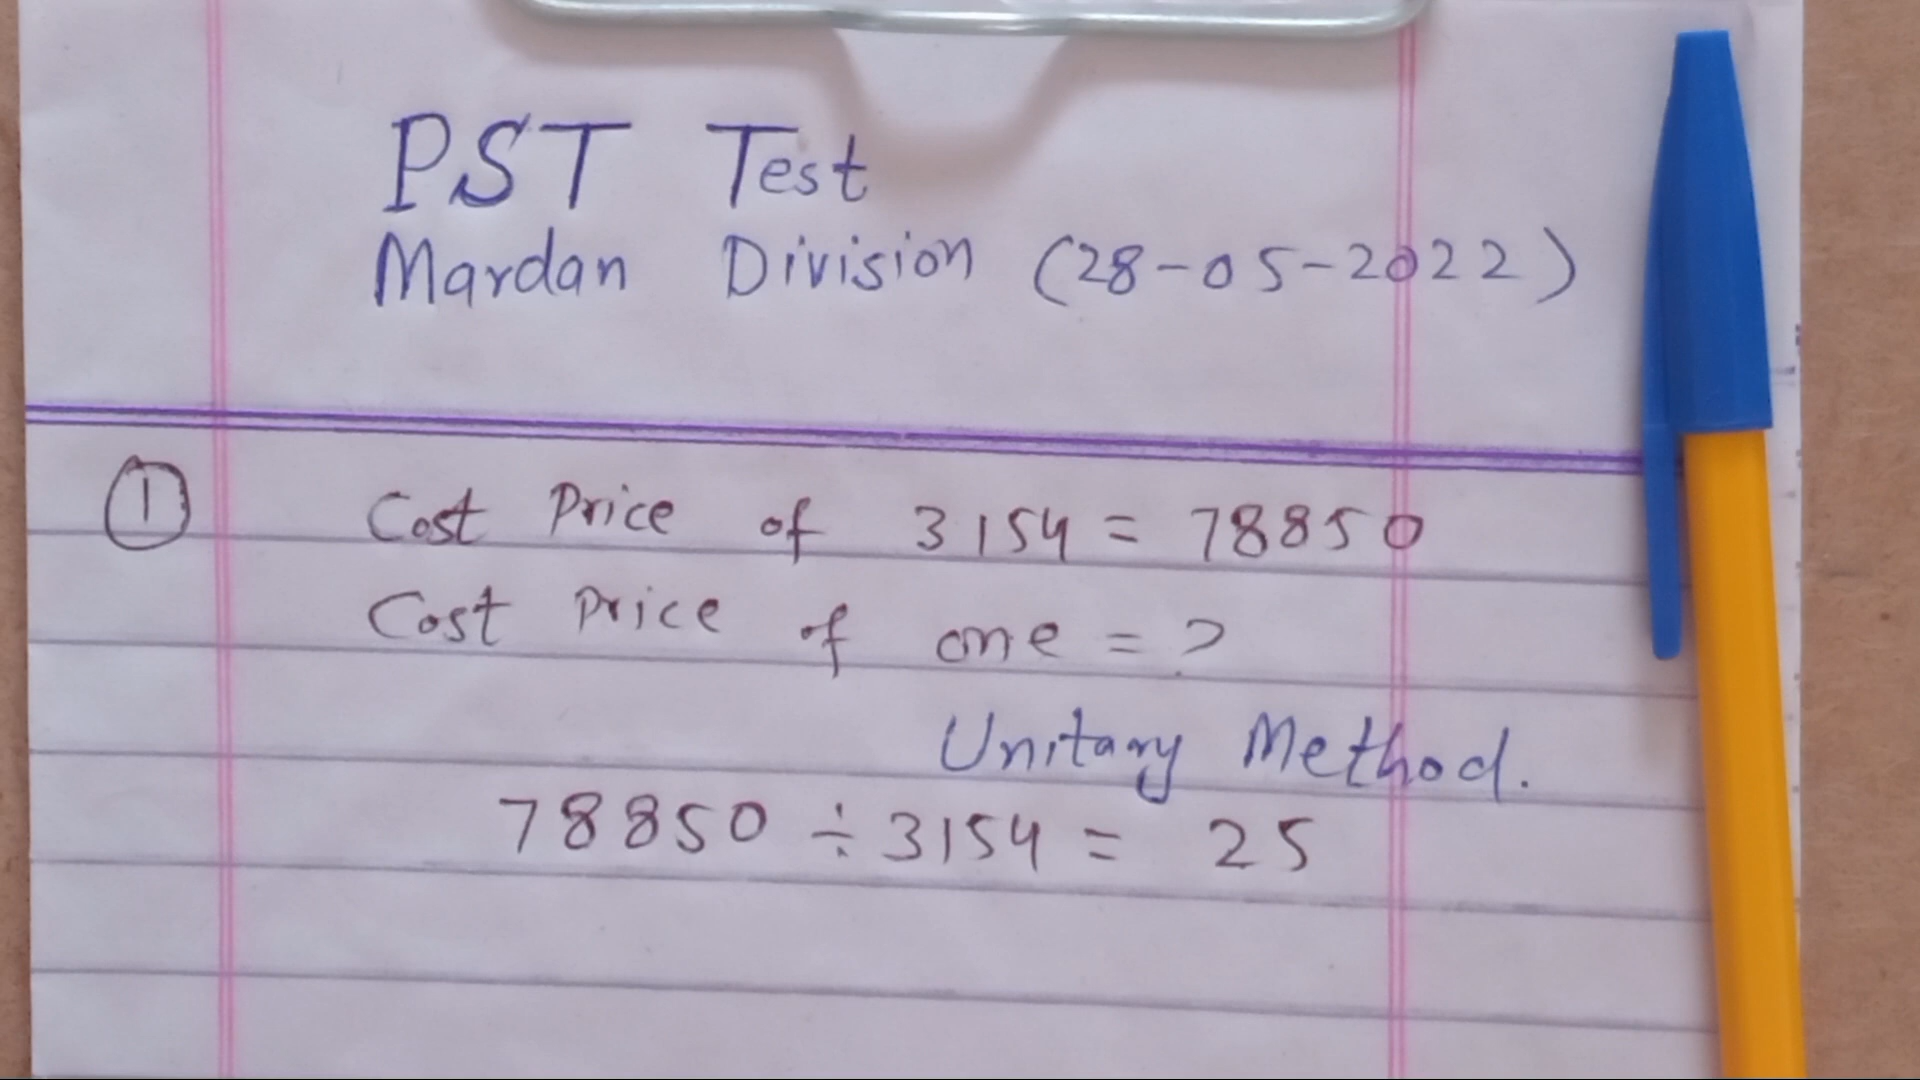 PST Test
Mardan Division (28-05-2022)
① Cost Price of 3154 = 78850
Cost Price of one = ?
Unitary Method.
78850 ÷ 3154 = 25